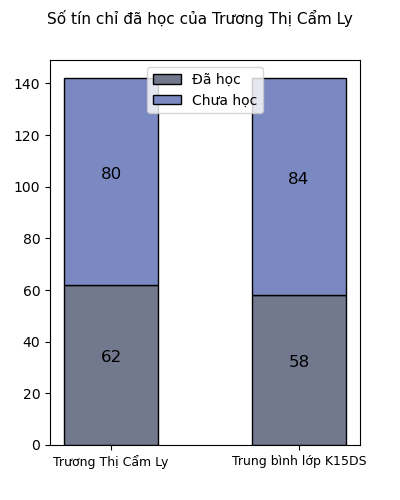 Số tín chỉ đã học của Trương Thị Cẩm Ly
Đã học
Chưa học
140
120
100
80
60
40
20
0
80
84
62
58
Trương Thị Cẩm Ly
Trung bình lớp K15DS